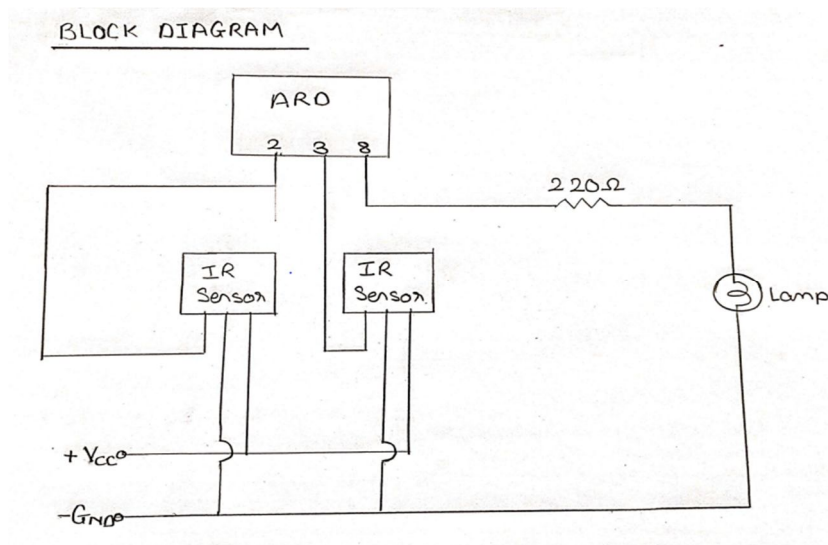 BLOCK DIAGRAM
ARD
2 3 8
220Ω
IR
Sensor
IR
Sensor
Lamp
+ Vcc
-GND